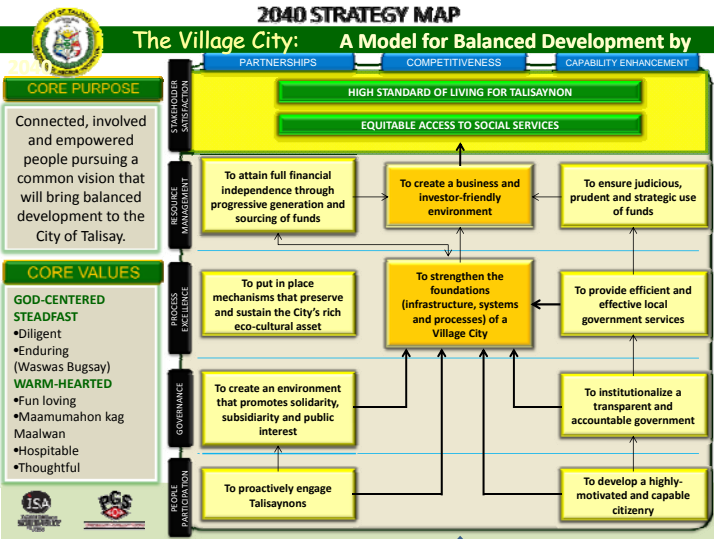 2040 STRATEGY MAP
The Village City: A Model for Balanced Development by
2040
CITY OF TALISAY
PARTNERSHIPS
COMPETITIVENESS
CAPABILITY ENHANCEMENT
CORE PURPOSE
Connected, involved
and empowered
people pursuing a
common vision that
will bring balanced
development to the
City of Talisay.
CORE VALUES
GOD-CENTERED
STEADFAST
•Diligent
•Enduring
(Waswas Bugsay)
WARM-HEARTED
•Fun loving
•Maamumahon kag
Maalwan
•Hospitable
•Thoughtful
ISA
PGS
STAKEHOLDER
SATISFACTION
HIGH STANDARD OF LIVING FOR TALISAYNON
EQUITABLE ACCESS TO SOCIAL SERVICES
RESOURCE
MANAGEMENT
To attain full financial
independence through
progressive generation and
sourcing of funds
To create a business and
investor-friendly
environment
To ensure judicious,
prudent and strategic use
of funds
PROCESS
EXCELLENCE
To put in place
mechanisms that preserve
and sustain the City's rich
eco-cultural asset
To strengthen the
foundations
(infrastructure, systems
and processes) of a
Village City
To provide efficient and
effective local
government services
GOVERNANCE
To create an environment
that promotes solidarity,
subsidiarity and public
interest
To institutionalize a
transparent and
accountable government
PEOPLE
PARTICIPATION
To proactively engage
Talisaynons
To develop a highly-
motivated and capable
citizenry